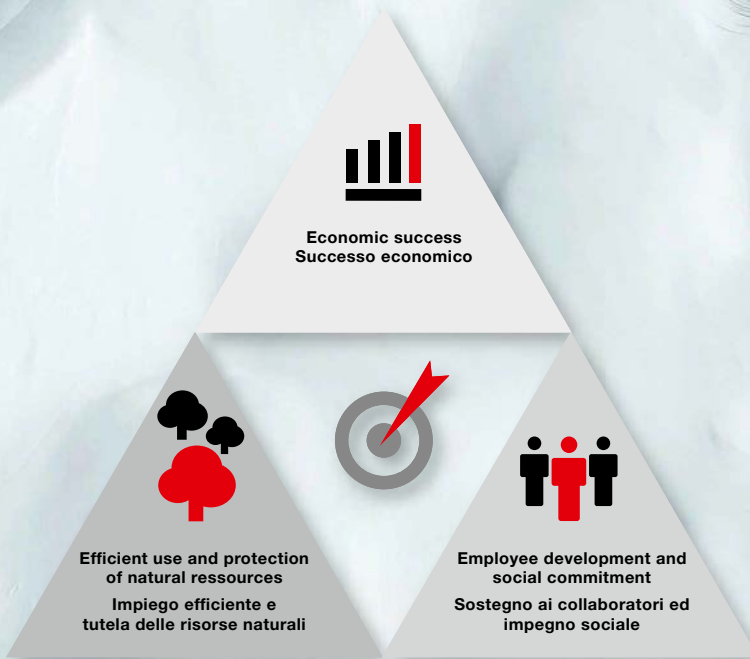 Economic success
Successo economico
Efficient use and protection
of natural ressources
Impiego efficiente e
tutela delle risorse naturali
Employee development and
social commitment
Sostegno ai collaboratori ed
impegno sociale